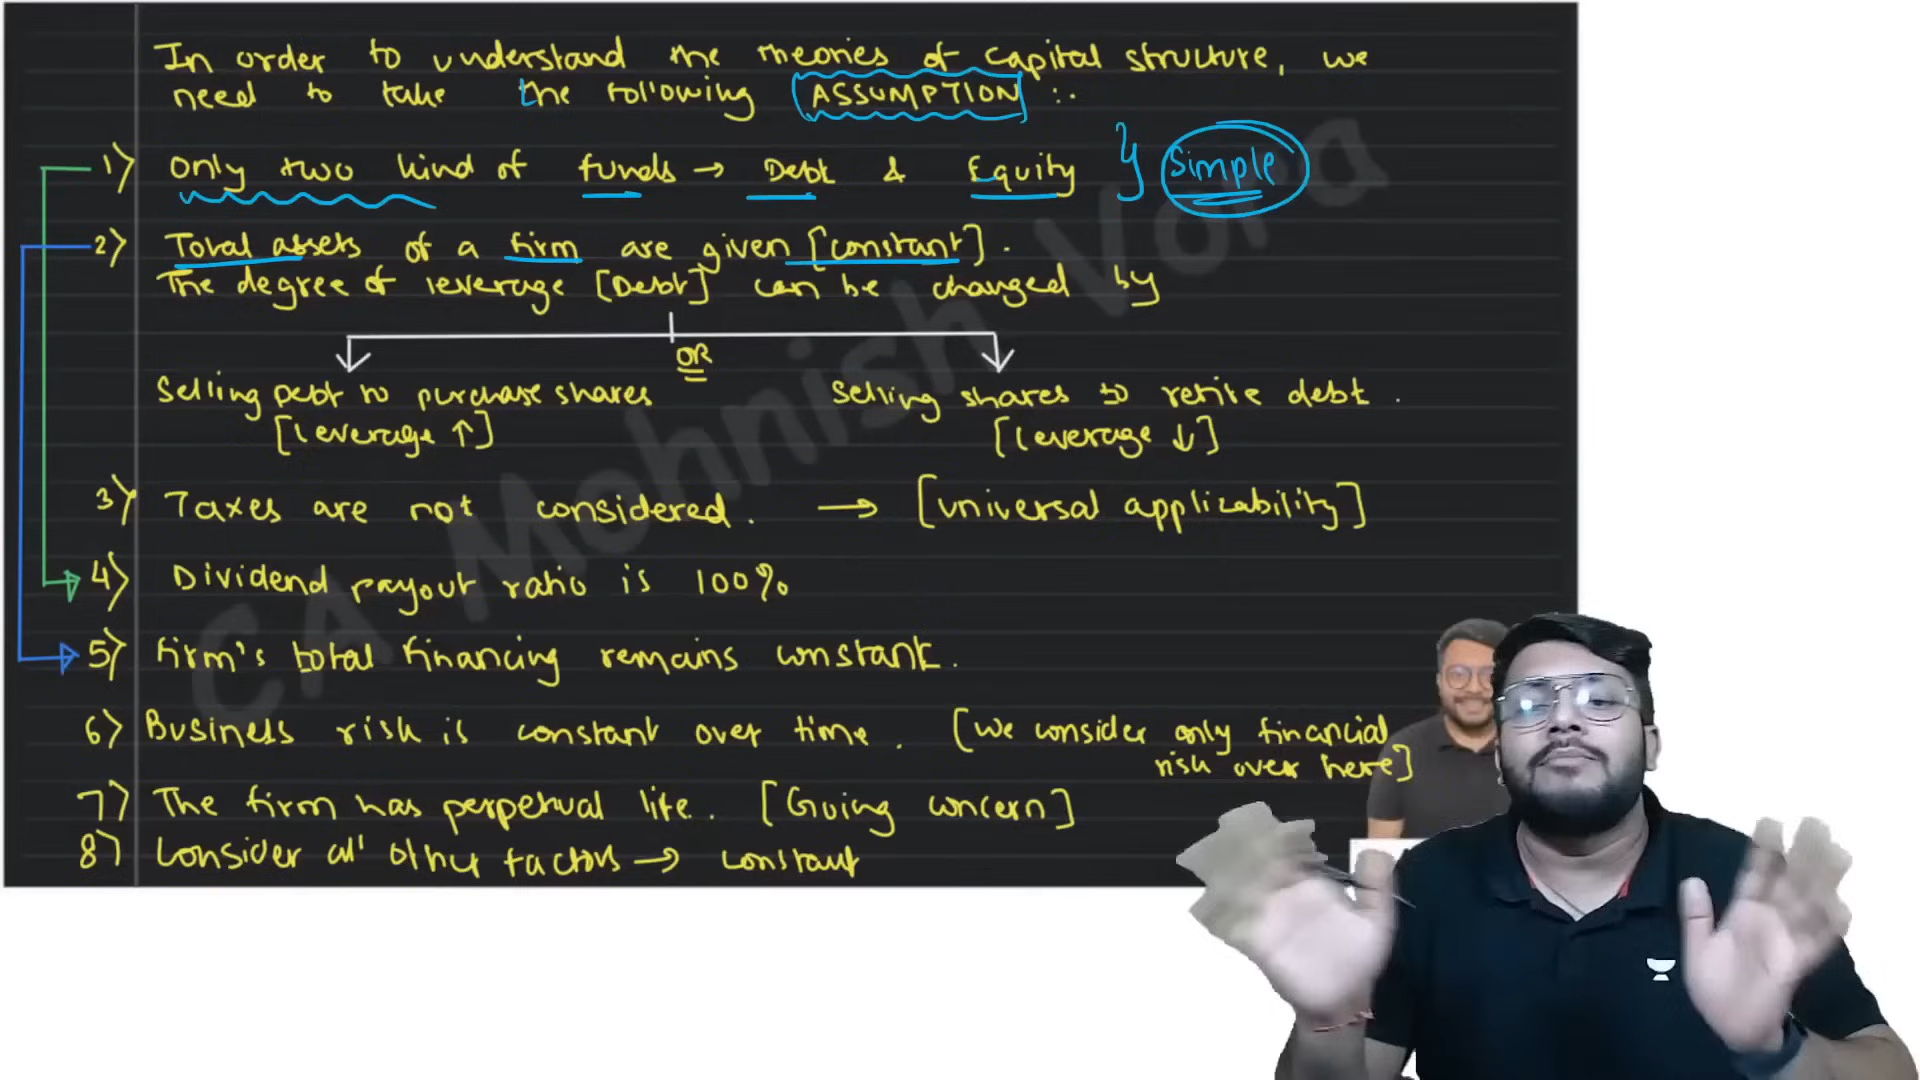 In order to understand the theories of capital structure, we
need to take the following ASSUMPTION :.
1) Only two kind of funds → Debt & Equity } Simple
2) Total assets of a firm are given [constant].
The degree of leverage [Debt] can be changed by
OR
Selling Debt to purchase shares
[leverage ↑]
Selling shares to retire debt.
[leverage ↓]
3) Taxes are not considered. → [universal applicability]
4) Dividend payout ratio is 100%
5) Firm's total financing remains constant.
6) Business risk is constant over time. [we consider only financial
risk over here]
7) The firm has perpetual life. [Going concern]
8) Consider all other factors → constant
CA Mohnish Vora